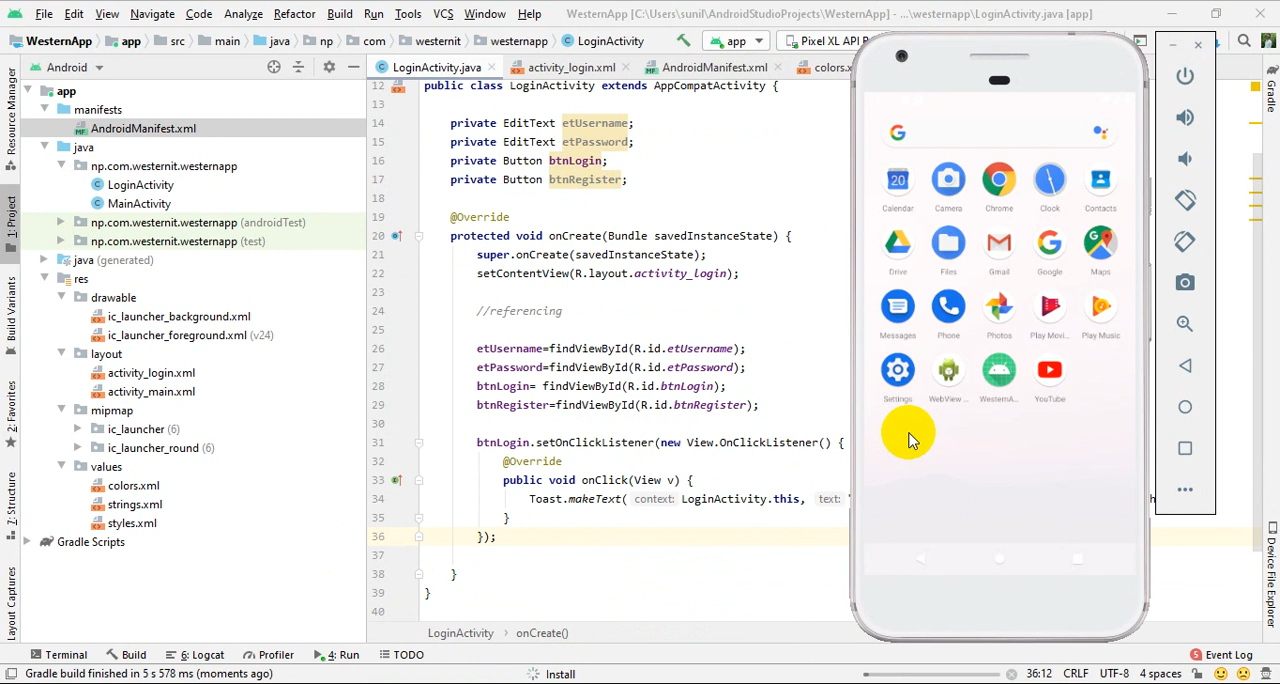 File Edit View Navigate Code Analyze Refactor Build Run Tools VCS Window Help WesternApp [C:\Users\sunil\AndroidStudioProjects\WesternApp] - ...\westernapp\LoginActivity.java [app]
WesternApp app src main java np com westernit westernapp LoginActivity app Pixel XL API
Android LoginActivity.java activity_login.xml AndroidManifest.xml colors.x
app
manifests
AndroidManifest.xml
java
np.com.westernit.westernapp
LoginActivity
MainActivity
np.com.westernit.westernapp (androidTest)
np.com.westernit.westernapp (test)
java (generated)
res
drawable
ic_launcher_background.xml
ic_launcher_foreground.xml (v24)
layout
activity_login.xml
activity_main.xml
mipmap
ic_launcher (6)
ic_launcher_round (6)
values
colors.xml
strings.xml
styles.xml
Gradle Scripts
Resource Manager
1: Project
Build Variants
2: Favorites
Z: Structure
Layout Captures
12 public class LoginActivity extends AppCompatActivity {
13
14 private EditText etUsername;
15 private EditText etPassword;
16 private Button btnLogin;
17 private Button btnRegister;
18
19 @Override
20 protected void onCreate(Bundle savedInstanceState) {
21 super.onCreate(savedInstanceState);
22 setContentView(R.layout.activity_login);
23
24 //referencing
25
26 etUsername=findViewById(R.id.etUsername);
27 etPassword=findViewById(R.id.etPassword);
28 btnLogin= findViewById(R.id.btnLogin);
29 btnRegister=findViewById(R.id.btnRegister);
30
31 btnLogin.setOnClickListener(new View.OnClickListener() {
32 @Override
33 public void onClick(View v) {
34 Toast.makeText( context: LoginActivity.this, text: "
35 }
36 });
37
38 }
39 }
40
LoginActivity onCreate()
20
Calendar Camera Chrome Clock Contacts
Drive Files Gmail Google Maps
Messages Phone Photos Play Movi... Play Music
Settings WebView ... WesternA... YouTube
Gradle
Device File Explorer
Terminal Build 6: Logcat Profiler 4: Run TODO 5 Event Log
Gradle build finished in 5 s 578 ms (moments ago) Install 36:12 CRLF UTF-8 4 spaces